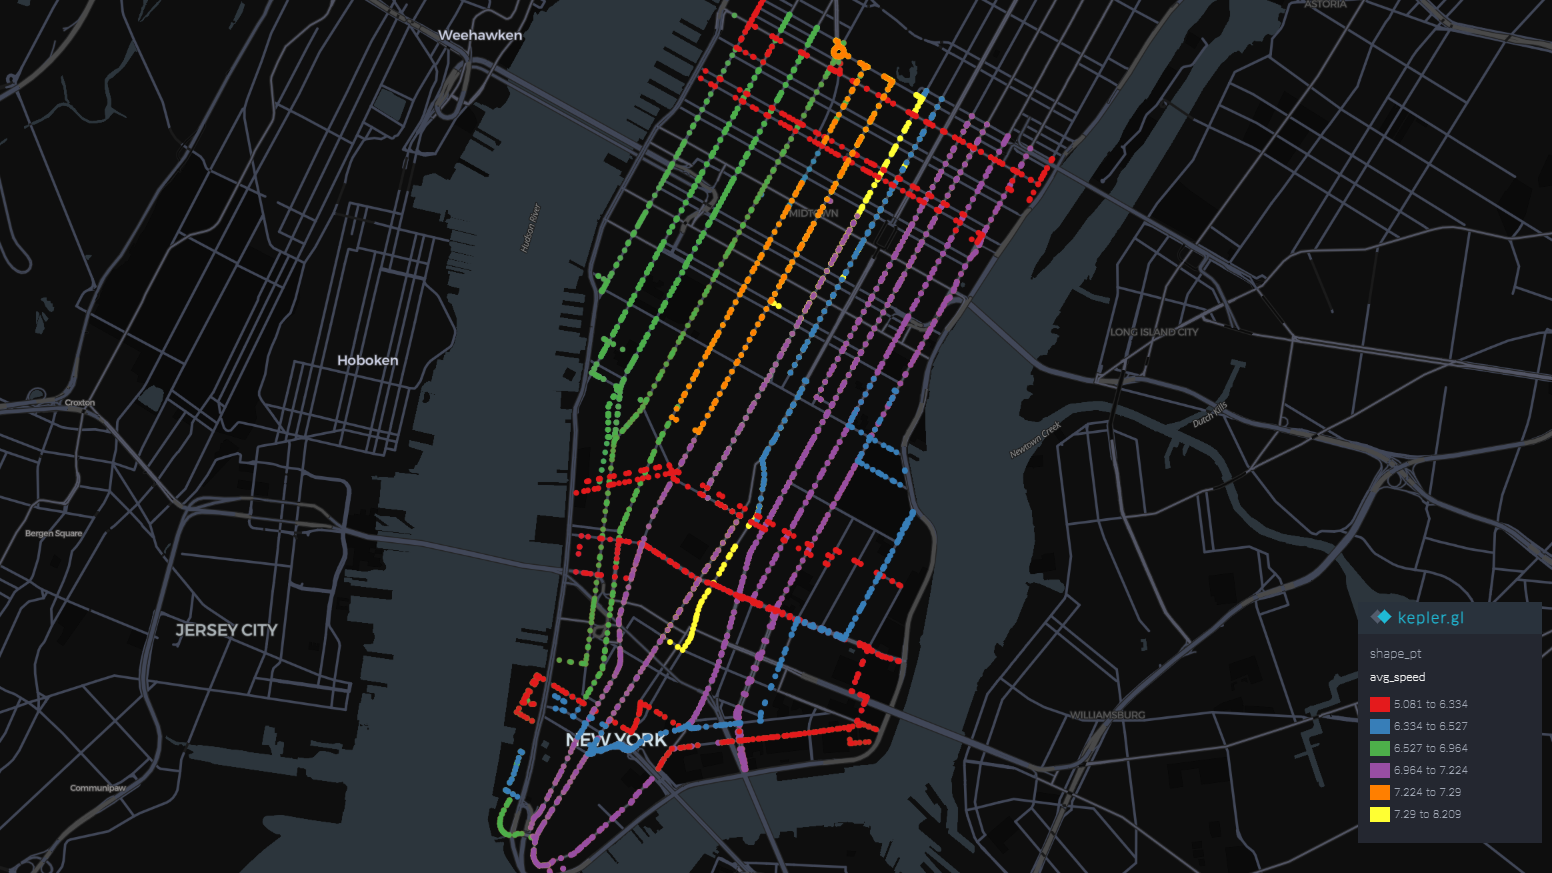 ASTORIA
Weehawken
Hudson River
MIDTOWN
LONG ISLAND CITY
Hoboken
Croxton
Dutch Kills
Newtown Creek
Bergen Square
JERSEY CITY
NEW YORK
WILLIAMSBURG
Communipaw
kepler.gl
shape_pt
avg_speed
5.081 to 6.334
6.334 to 6.527
6.527 to 6.964
6.964 to 7.224
7.224 to 7.29
7.29 to 8.209